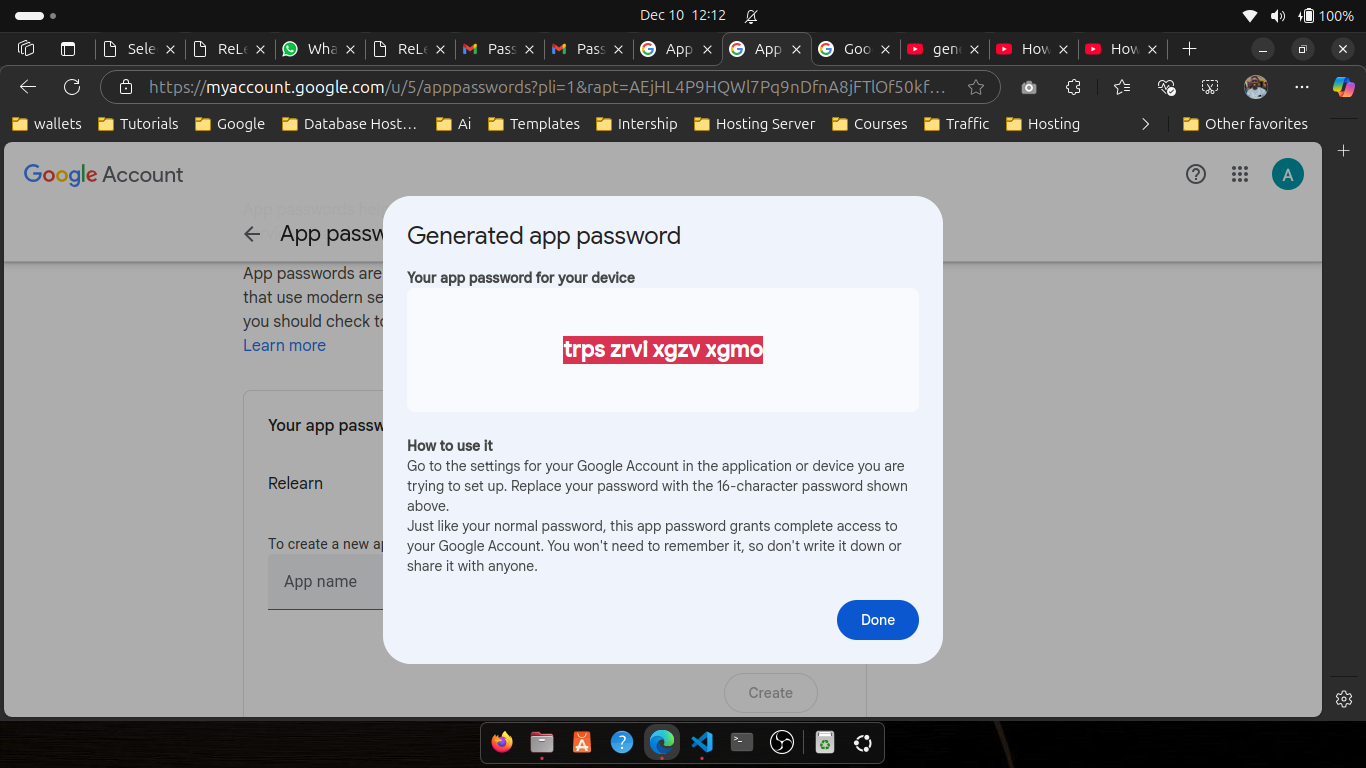 Dec 10 12:12
100%
Sele
ReLe
Wha
ReLe
Pass
Pass
App
App
Goo
gen
How
How
https://myaccount.google.com/u/5/apppasswords?pli=1&rapt=AEjHL4P9HQWl7Pq9nDfnA8jFTlOf50kf...
wallets
Tutorials
Google
Database Host...
Ai
Templates
Intership
Hosting Server
Courses
Traffic
Hosting
Other favorites
Google Account
A
App passwords hel
App passw
App passwords are
that use modern se
you should check to
Learn more
Your app passw
Relearn
To create a new ap
App name
Create
Generated app password
Your app password for your device
trps zrvl xgzv xgmo
How to use it
Go to the settings for your Google Account in the application or device you are
trying to set up. Replace your password with the 16-character password shown
above.
Just like your normal password, this app password grants complete access to
your Google Account. You won't need to remember it, so don't write it down or
share it with anyone.
Done